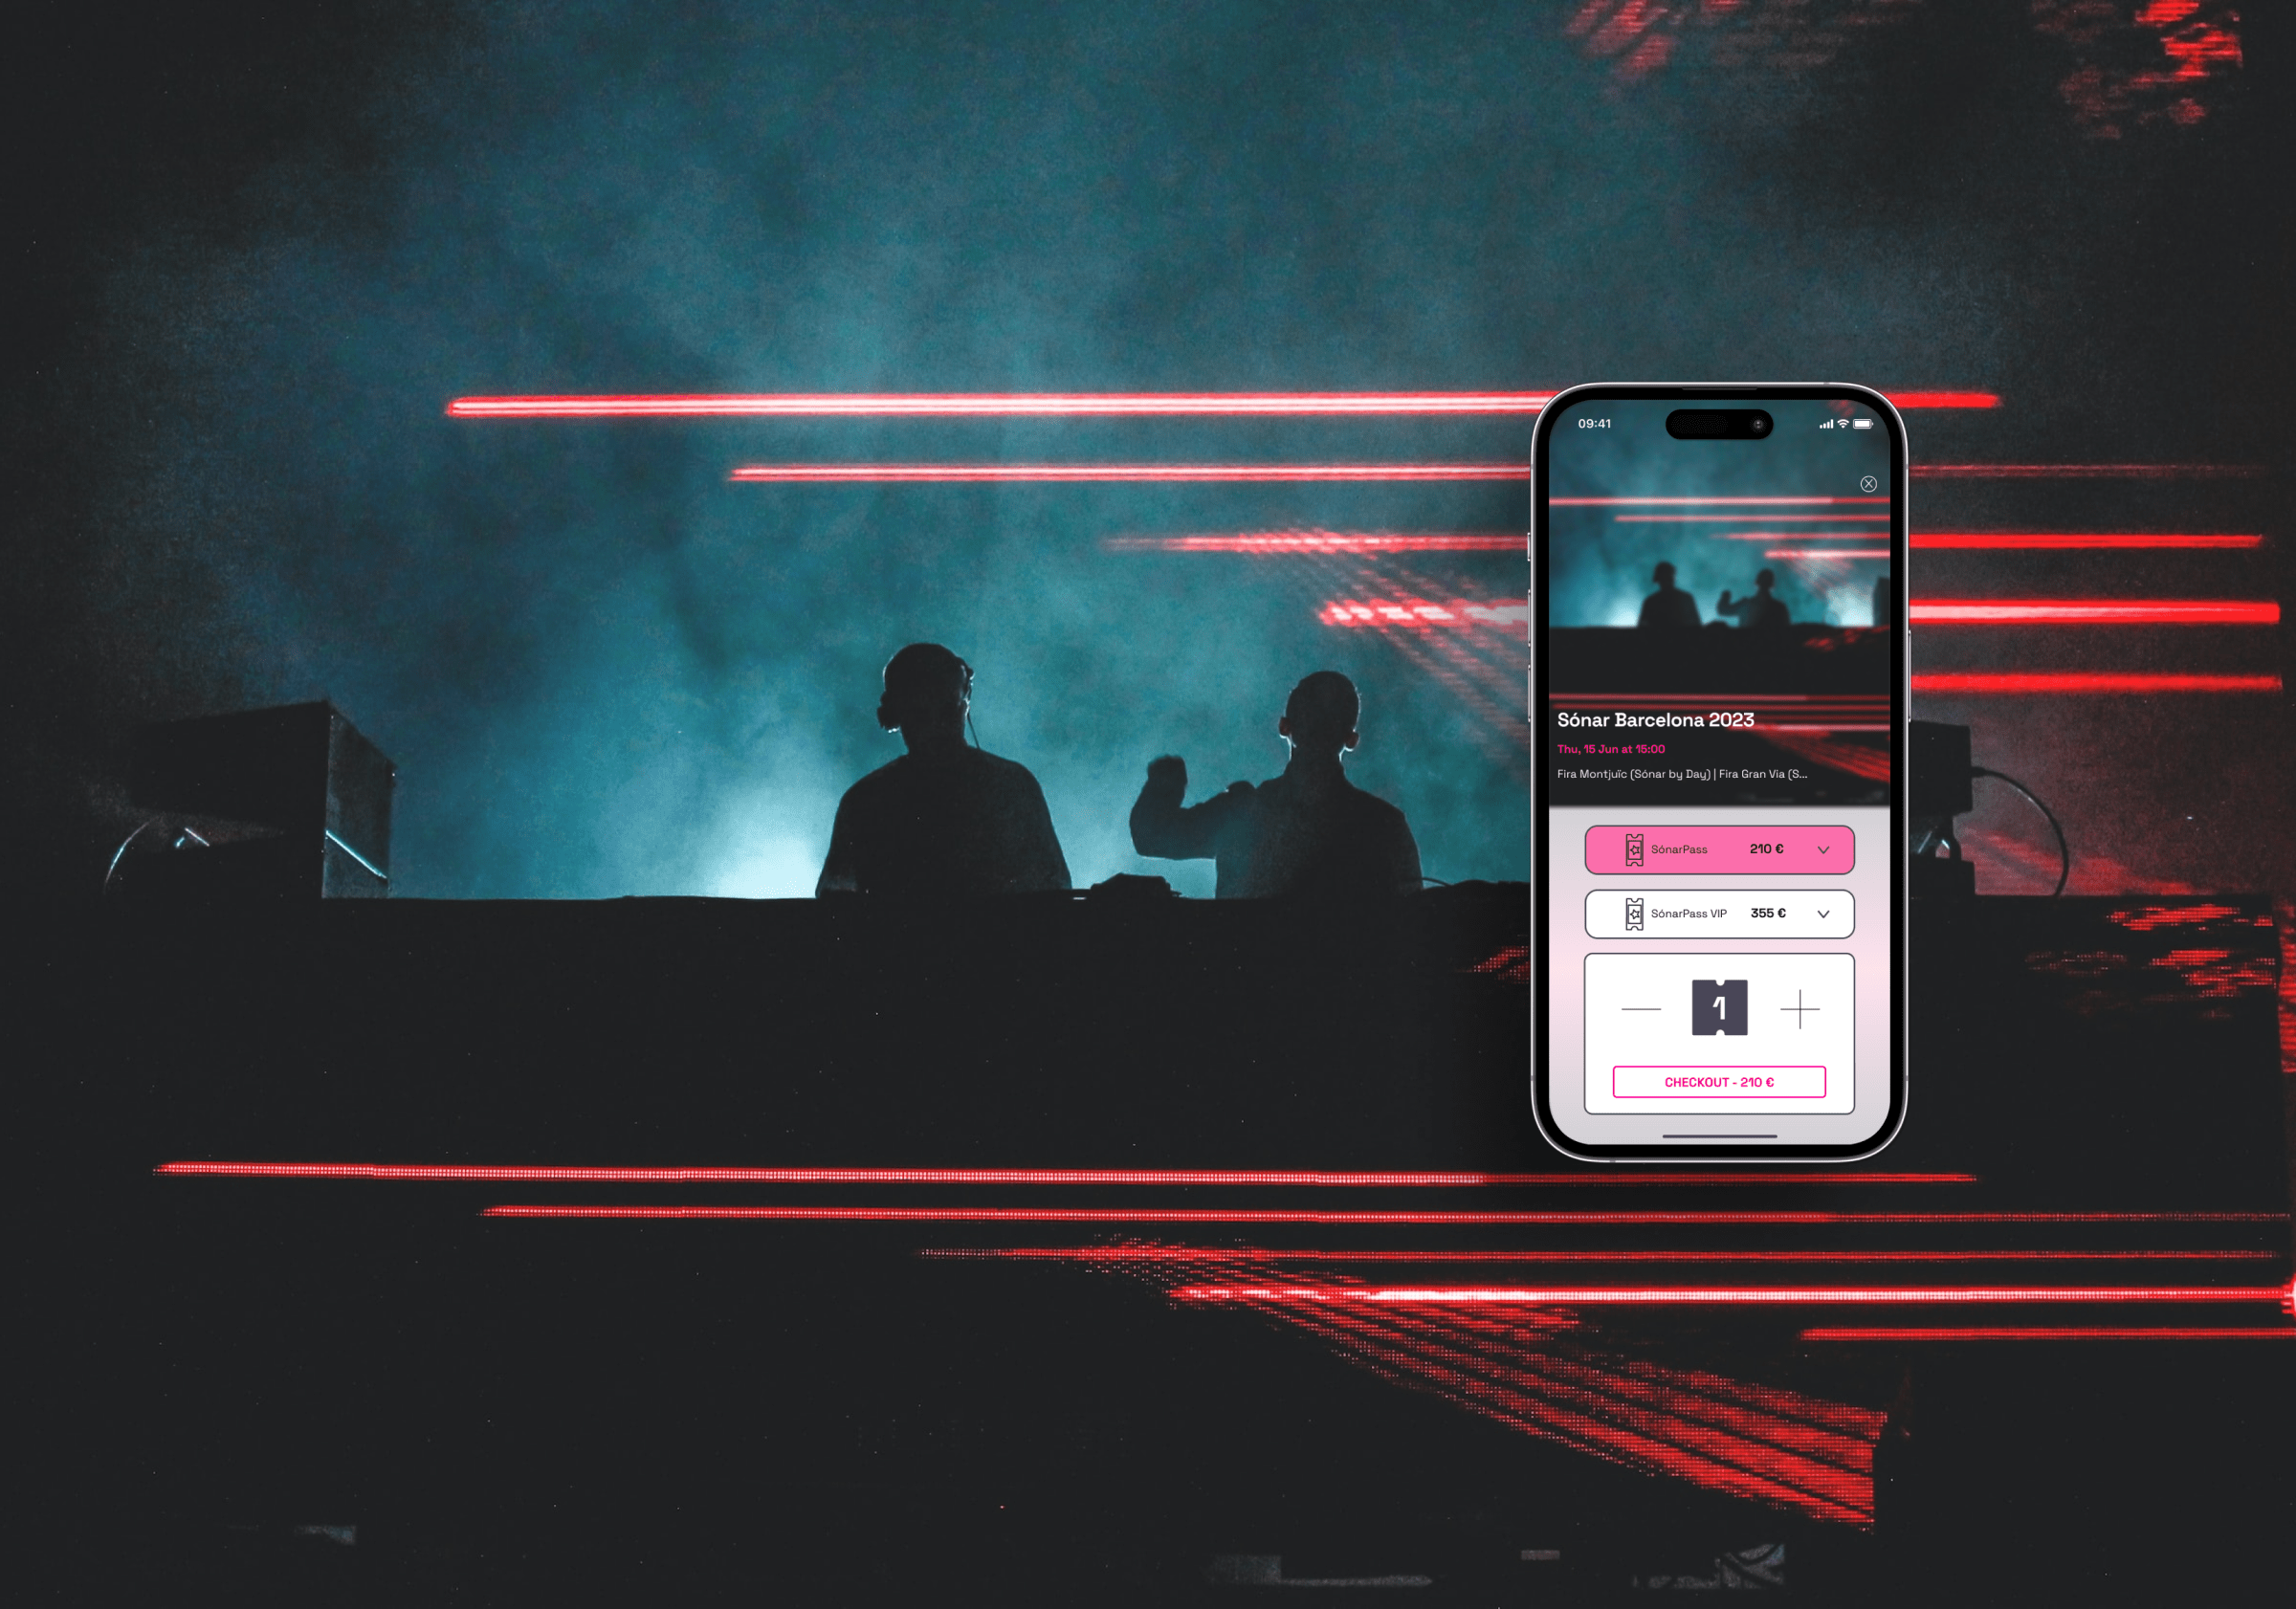 09:41
Sónar Barcelona 2023
Thu, 15 Jun at 15:00
Fira Montjuïc (Sónar by Day) | Fira Gran Via (S...
SónarPass 210 €
SónarPass VIP 355 €
1
CHECKOUT - 210 €